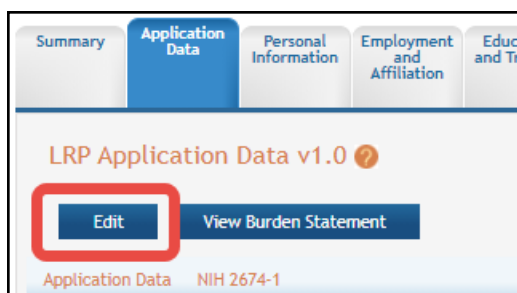 Summary
Application
Data
Personal
Information
Employment
and
Affiliation
LRP Application Data v1.0
Edit
View Burden Statement
Application Data NIH 2674-1